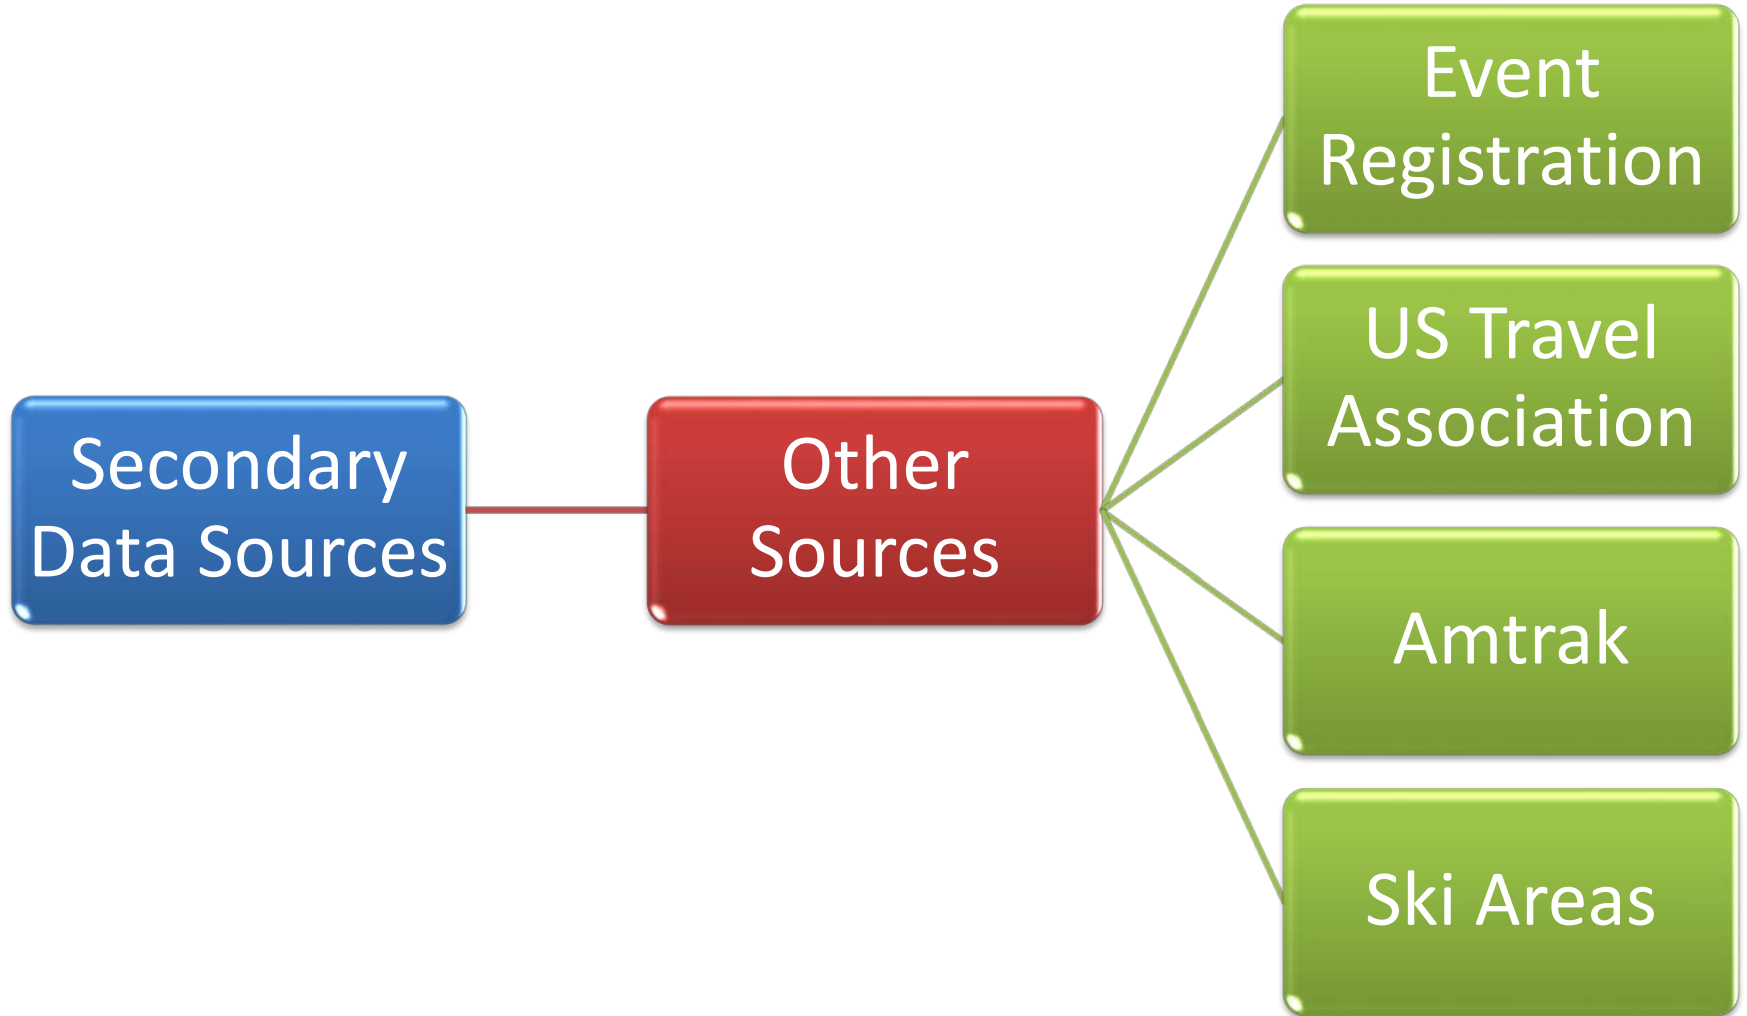 Secondary
Data Sources
Other
Sources
Event
Registration
US Travel
Association
Amtrak
Ski Areas